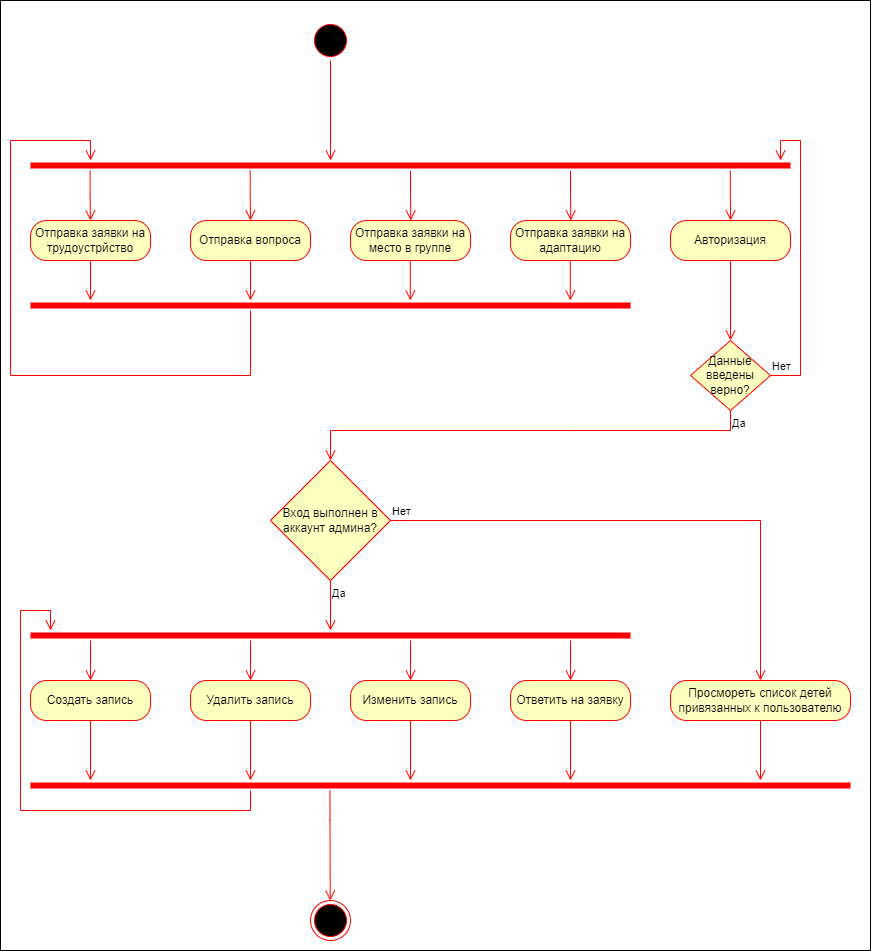 Отправка заявки на
трудоустрйство
Отправка вопроса
Отправка заявки на
место в группе
Отправка заявки на
адаптацию
Авторизация
Данные
введены
верно?
Нет
Да
Вход выполнен в
аккаунт админа?
Нет
Да
Создать запись
Удалить запись
Изменить запись
Ответить на заявку
Просмореть список детей
привязанных к пользователю